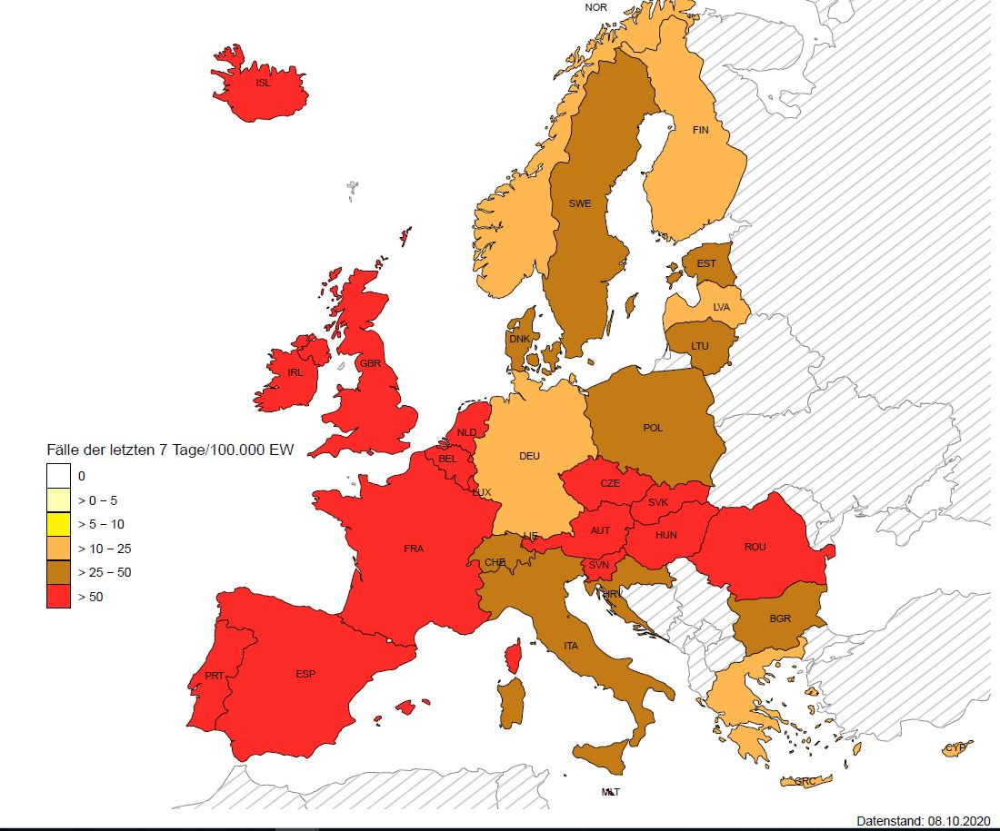 NOR
ISL
FIN
SWE
EST
LVA
DNK
LTU
GBR
IRL
POL
NLD
Fälle der letzten 7 Tage/100.000 EW
BEL
DEU
0
CZE
LUX
> 0 – 5
SVK
> 5 – 10
AUT
LIE
HUN
> 10 – 25
FRA
ROU
CHE
SVN
> 25 – 50
HRV
> 50
BGR
ITA
PRT
ESP
CYP
GRC
MLT
Datenstand: 08.10.2020